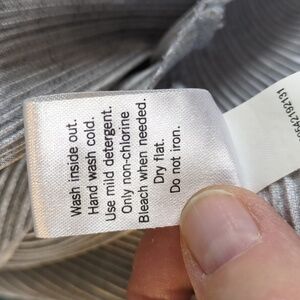 Wash inside out.
Hand wash cold.
Use mild detergent.
Only non-chlorine
Bleach when needed.
Dry flat.
Do not iron.